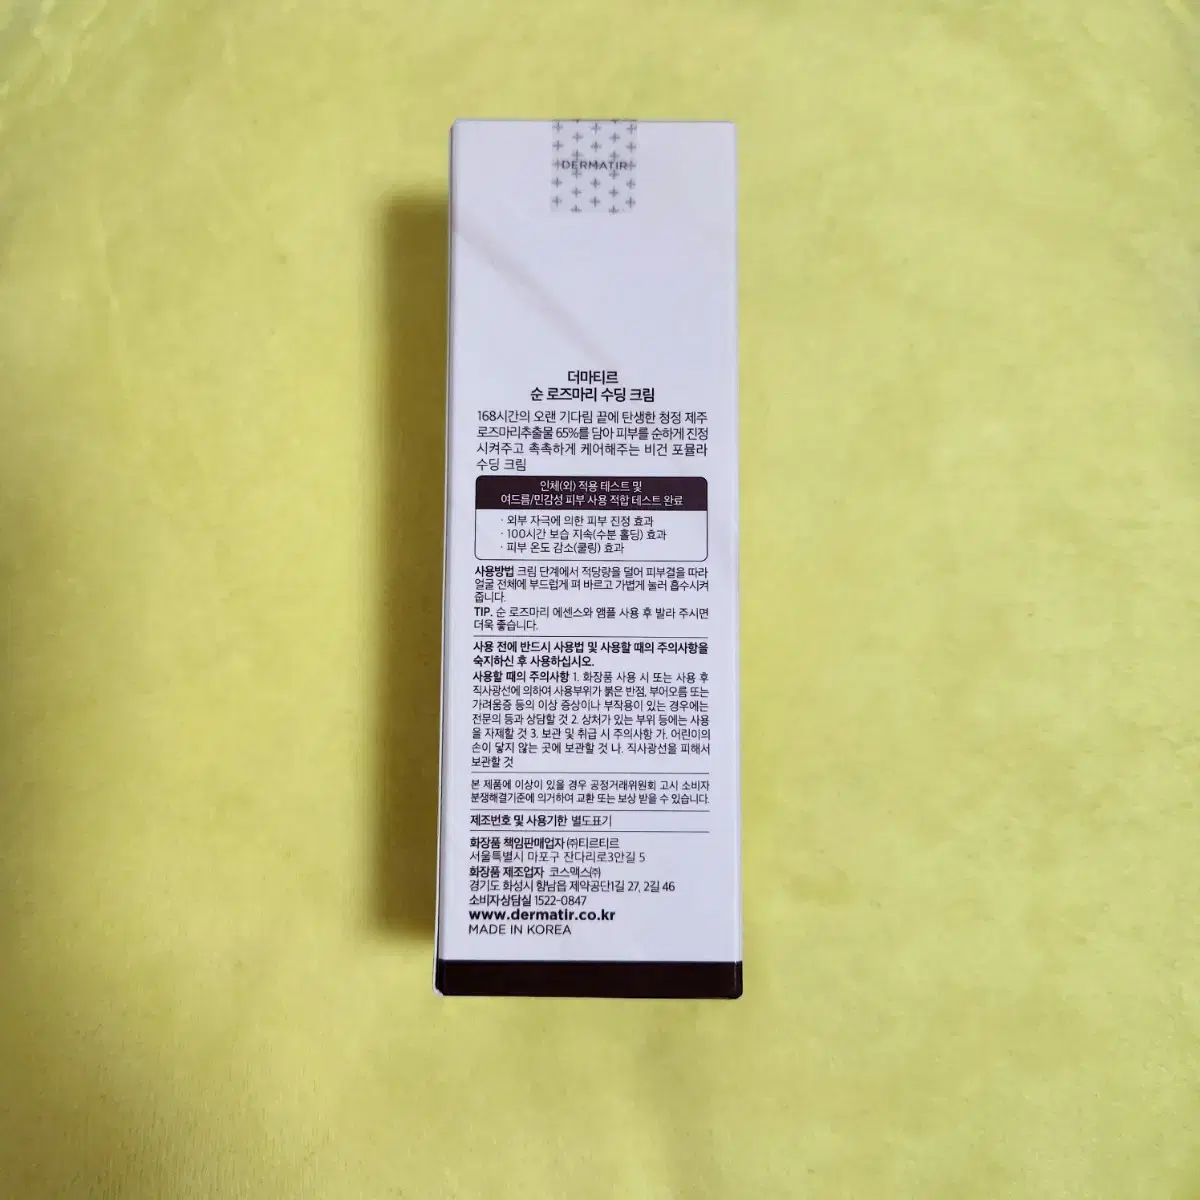 DERMATIR
더마티르
순 로즈마리 수딩 크림
168시간의 오랜 기다림 끝에 탄생한 청정 제주
로즈마리추출물 65%를 담아 피부를 순하게 진정
시켜주고 촉촉하게 케어해주는 비건 포뮬라
수딩 크림
인체(외) 적용 테스트 및
여드름/민감성 피부 사용 적합 테스트 완료
· 외부 자극에 의한 피부 진정 효과
· 100시간 보습 지속(수분 홀딩) 효과
· 피부 온도 감소(쿨링) 효과
사용방법 크림 단계에서 적당량을 덜어 피부결을 따라
얼굴 전체에 부드럽게 펴 바르고 가볍게 눌러 흡수시켜
줍니다.
TIP. 순 로즈마리 에센스와 앰플 사용 후 발라 주시면
더욱 좋습니다.
사용 전에 반드시 사용법 및 사용할 때의 주의사항을
숙지하신 후 사용하십시오.
사용할 때의 주의사항 1. 화장품 사용 시 또는 사용 후
직사광선에 의하여 사용부위가 붉은 반점, 부어오름 또는
가려움증 등의 이상 증상이나 부작용이 있는 경우에는
전문의 등과 상담할 것 2. 상처가 있는 부위 등에는 사용
을 자제할 것 3. 보관 및 취급 시 주의사항 가. 어린이의
손이 닿지 않는 곳에 보관할 것 나. 직사광선을 피해서
보관할 것
본 제품에 이상이 있을 경우 공정거래위원회 고시 소비자
분쟁해결기준에 의거하여 교환 또는 보상 받을 수 있습니다.
제조번호 및 사용기한 별도표기
화장품 책임판매업자 ㈜티르티르
서울특별시 마포구 잔다리로3안길 5
화장품 제조업자 코스맥스㈜
경기도 화성시 향남읍 제약공단1길 27, 2길 46
소비자상담실 1522-0847
www.dermatir.co.kr
MADE IN KOREA